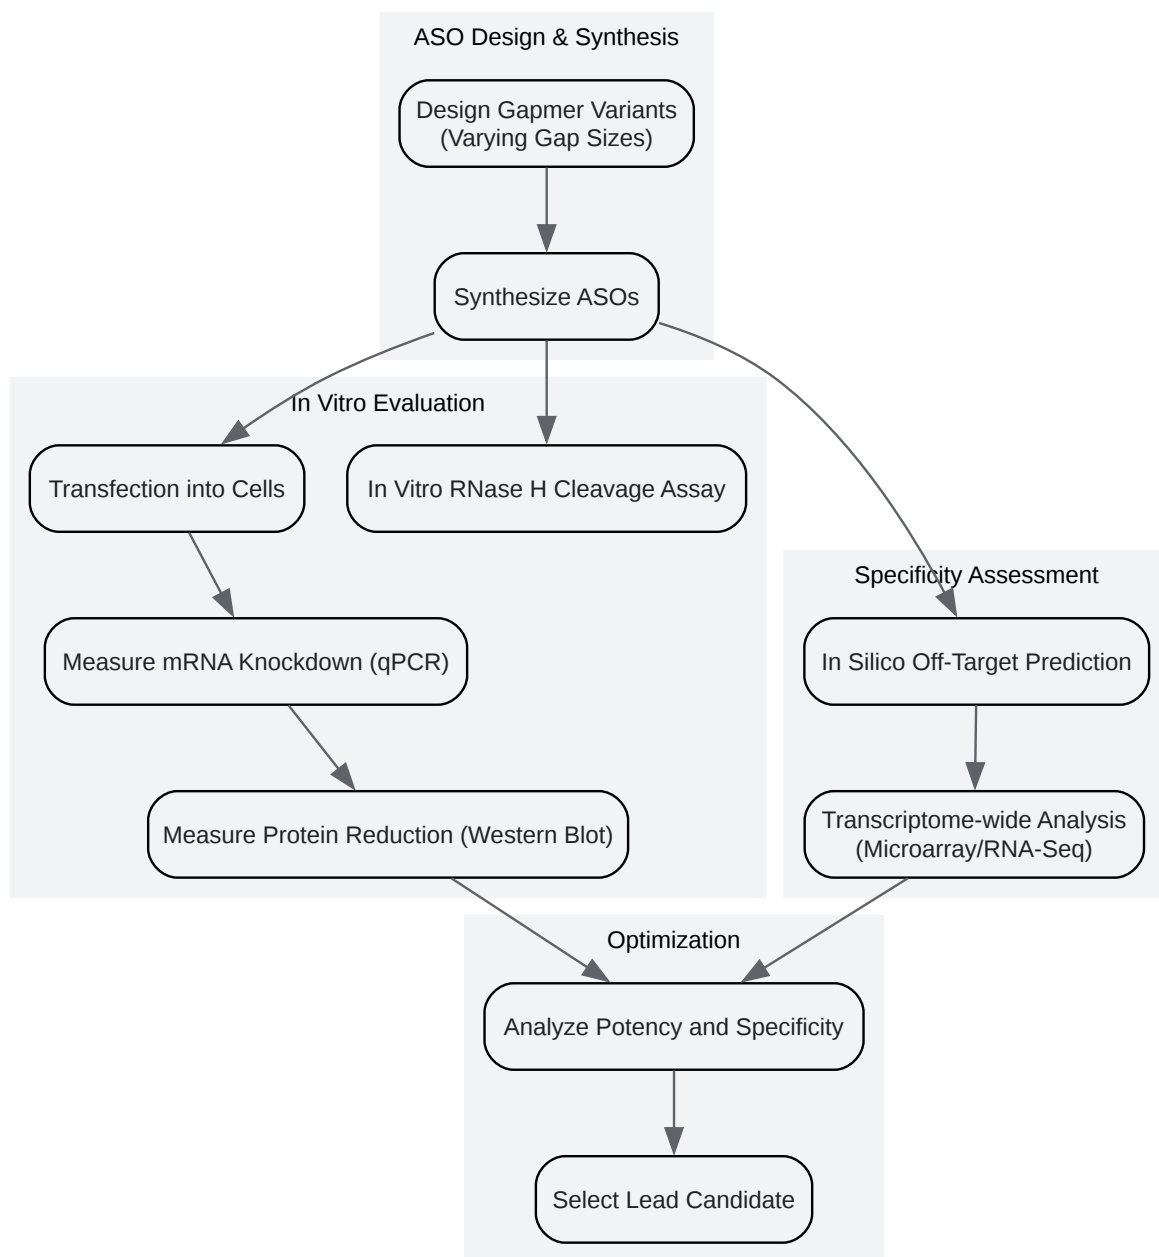 ASO Design & Synthesis
Design Gapmer Variants
(Varying Gap Sizes)
Synthesize ASOs
In Vitro Evaluation
Transfection into Cells
In Vitro RNase H Cleavage Assay
Specificity Assessment
Measure mRNA Knockdown (qPCR)
In Silico Off-Target Prediction
Measure Protein Reduction (Western Blot)
Transcriptome-wide Analysis
(Microarray/RNA-Seq)
Optimization
Analyze Potency and Specificity
Select Lead Candidate